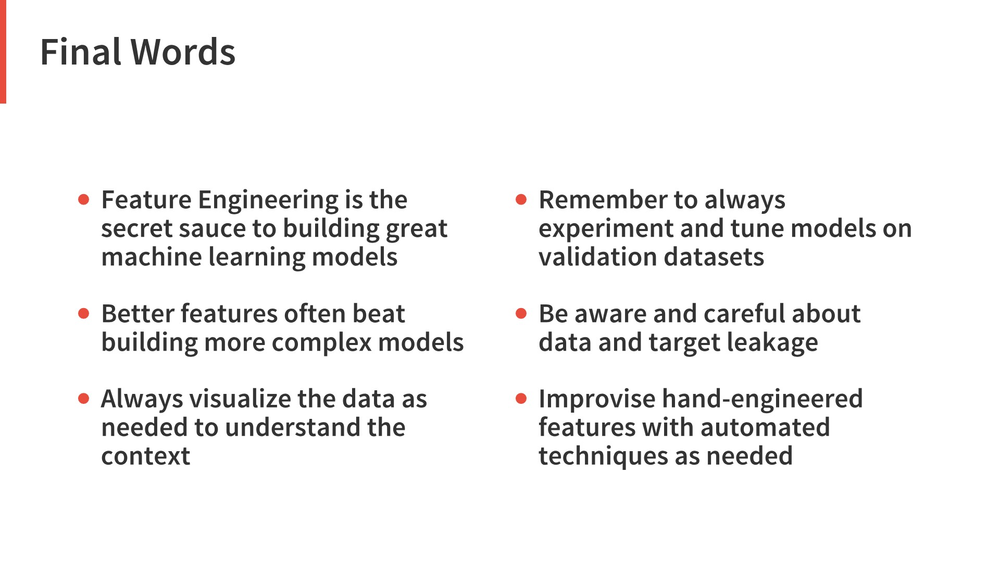 Final Words
Feature Engineering is the
secret sauce to building great
machine learning models
Better features often beat
building more complex models
Always visualize the data as
needed to understand the
context
Remember to always
experiment and tune models on
validation datasets
Be aware and careful about
data and target leakage
Improvise hand-engineered
features with automated
techniques as needed